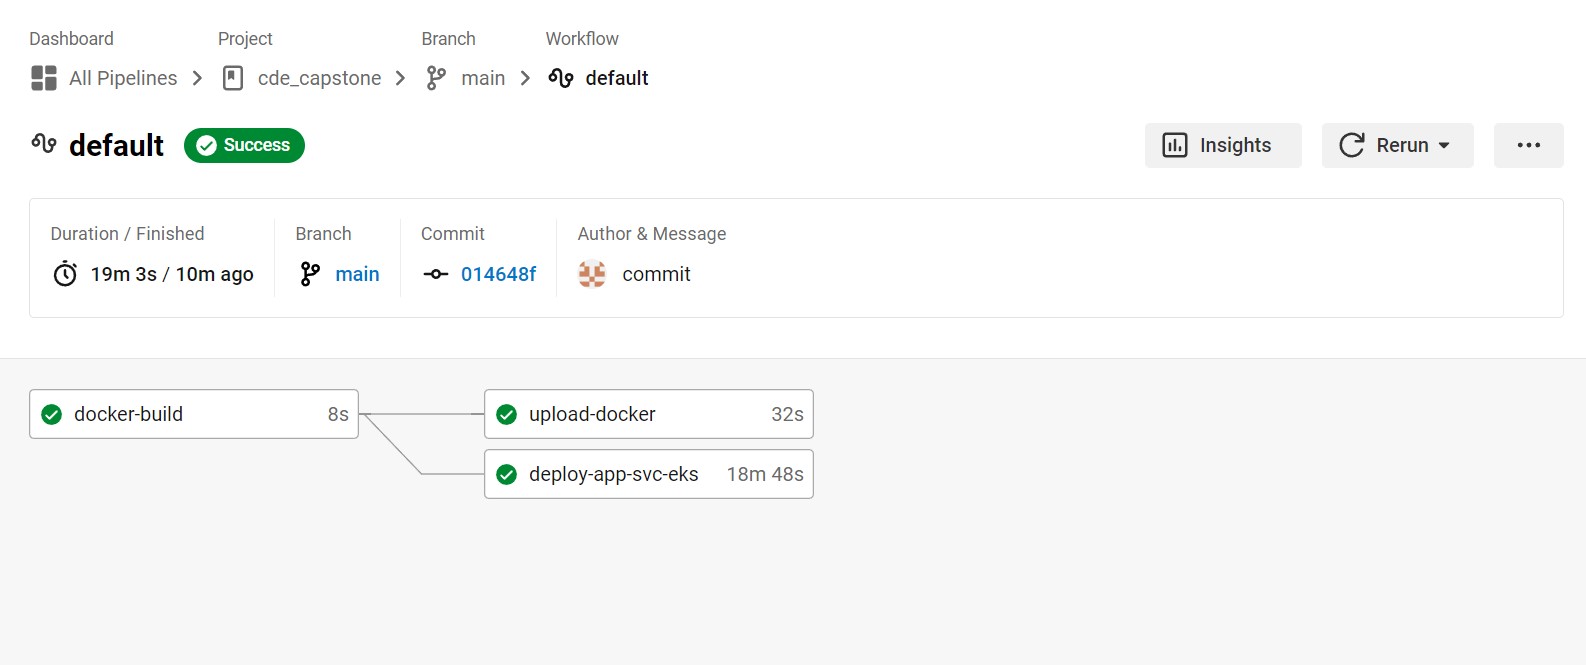 Dashboard Project Branch Workflow
All Pipelines cde_capstone main default
default Success Insights Rerun
Duration / Finished Branch Commit Author & Message
19m 3s / 10m ago main 014648f commit
docker-build 8s upload-docker 32s
deploy-app-svc-eks 18m 48s